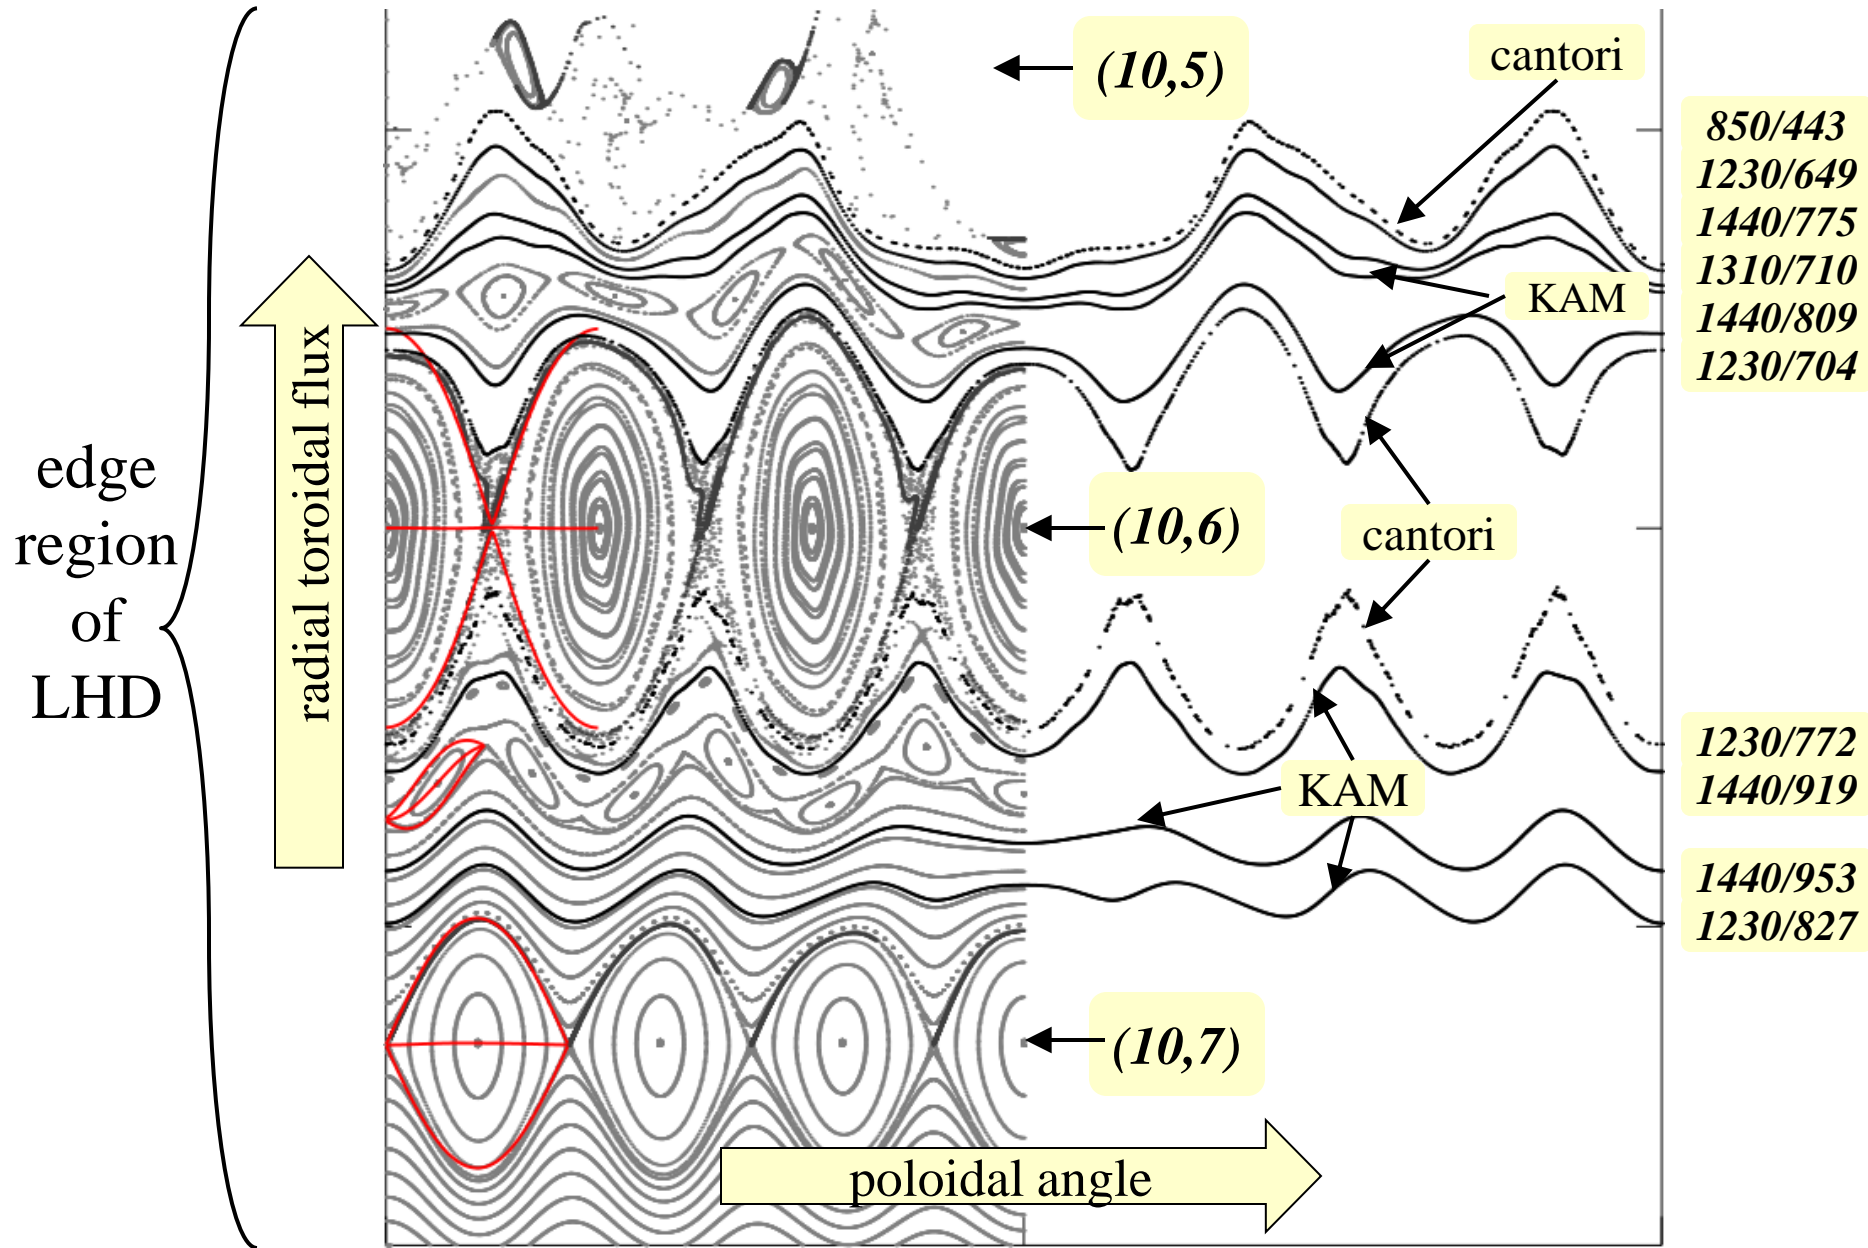 edge
region
of
LHD
radial toroidal flux
(10,5)
cantori
850/443
1230/649
1440/775
1310/710
1440/809
1230/704
KAM
(10,6)
cantori
KAM
1230/772
1440/919
1440/953
1230/827
(10,7)
poloidal angle